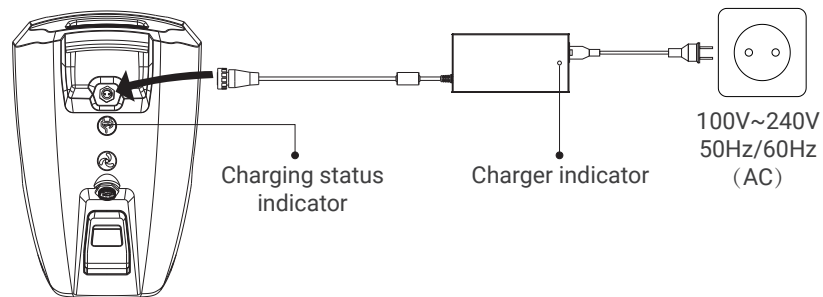 Charging status
indicator
Charger indicator
100V~240V
50Hz/60Hz
（AC）